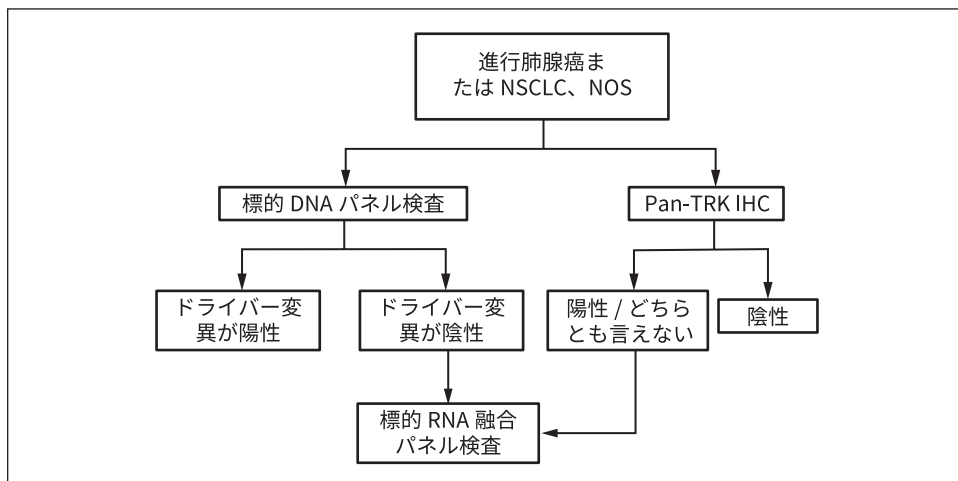 進行肺腺癌ま
たは NSCLC、NOS
標的 DNA パネル検査
Pan-TRK IHC
ドライバー変
異が陽性
ドライバー変
異が陰性
陽性 / どちら
とも言えない
陰性
標的 RNA 融合
パネル検査